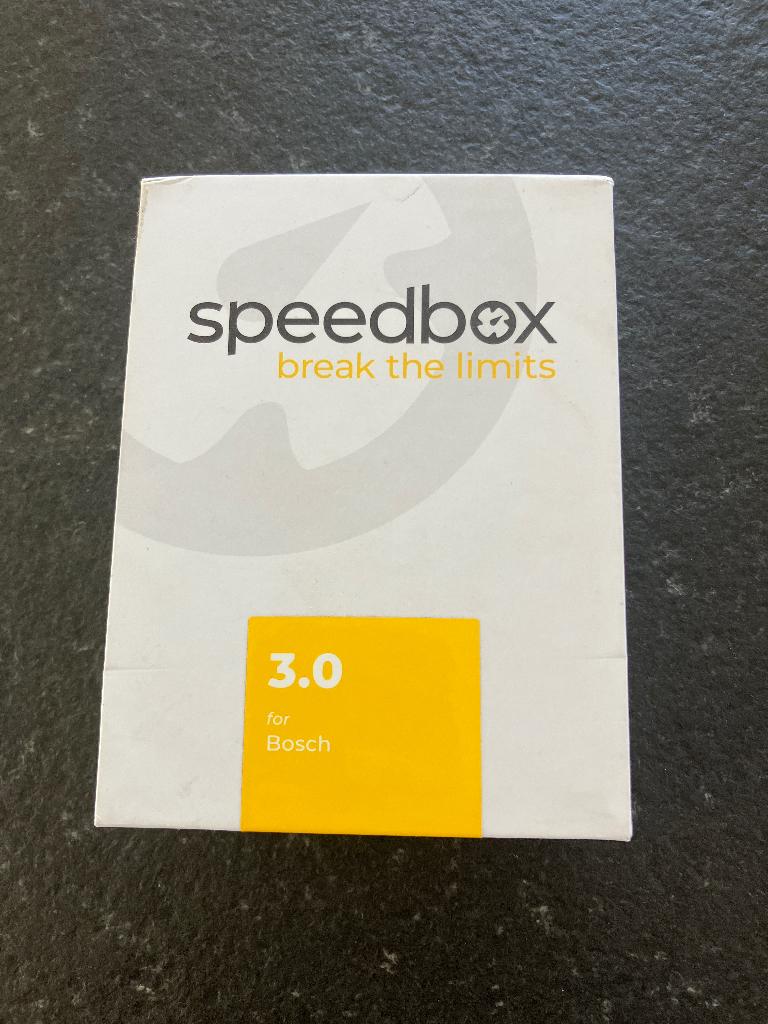 speedbox
break the limits
3.0
for
Bosch